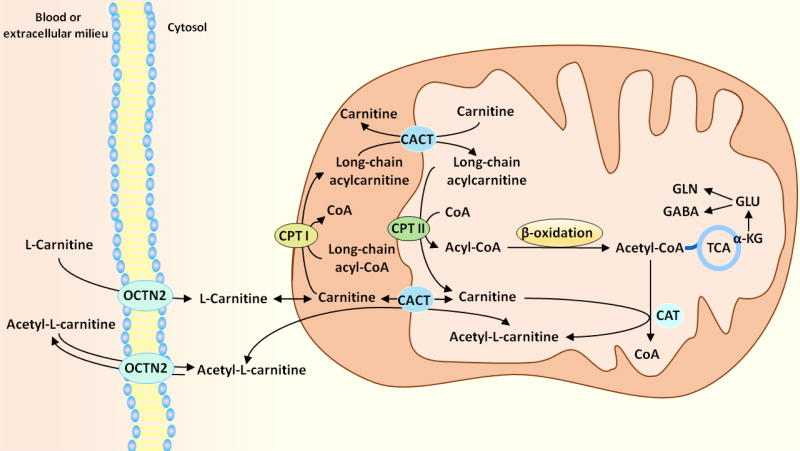 Blood or
extracellular milieu
Cytosol
Carnitine
Carnitine
CACT
Long-chain
acylcarnitine
Long-chain
acylcarnitine
GLN
GLU
GABA
CoA
CoA
CPT I
CPT II
β-oxidation
α-KG
L-Carnitine
Long-chain
acyl-CoA
Acyl-CoA
Acetyl-CoA
TCA
OCTN2
L-Carnitine
Carnitine
CACT
Carnitine
CAT
Acetyl-L-carnitine
Acetyl-L-carnitine
CoA
OCTN2
Acetyl-L-carnitine